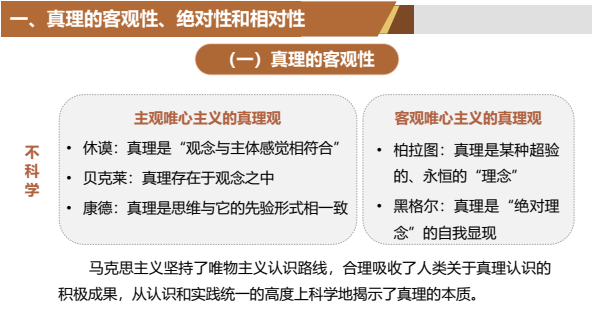 一、真理的客观性、绝对性和相对性
（一）真理的客观性
不
科
学
主观唯心主义的真理观
• 休谟：真理是“观念与主体感觉相符合”
• 贝克莱：真理存在于观念之中
• 康德：真理是思维与它的先验形式相一致
客观唯心主义的真理观
• 柏拉图：真理是某种超验
的、永恒的“理念”
• 黑格尔：真理是“绝对理
念”的自我显现
马克思主义坚持了唯物主义认识路线，合理吸收了人类关于真理认识的
积极成果，从认识和实践统一的高度上科学地揭示了真理的本质。